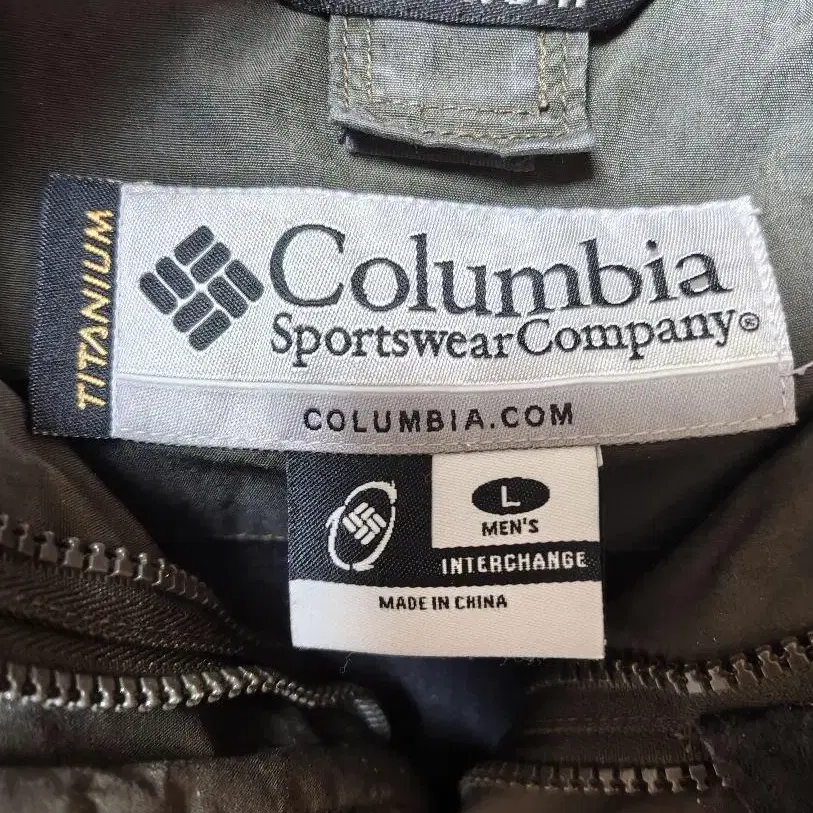 TITANIUM
Columbia
Sportswear Company®
COLUMBIA.COM
L
MEN'S
INTERCHANGE
MADE IN CHINA